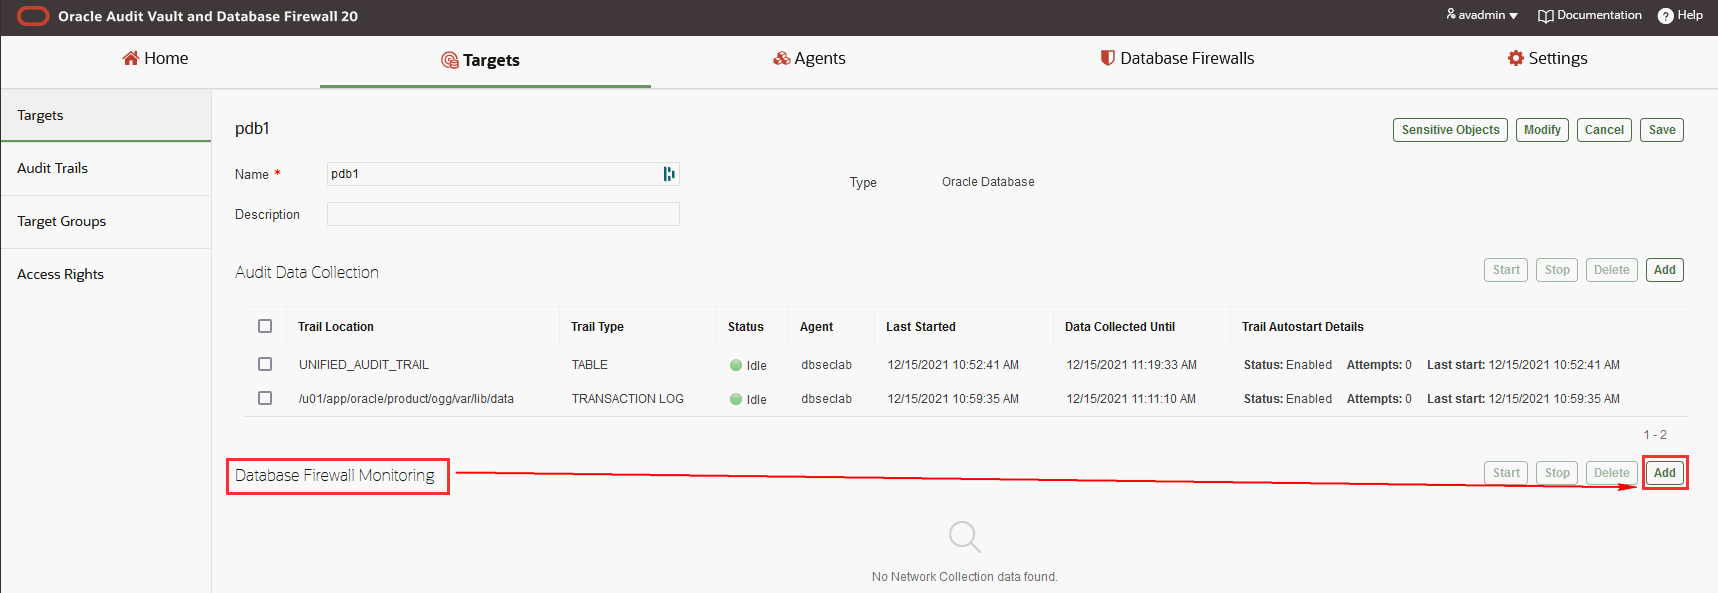 Oracle Audit Vault and Database Firewall 20
avadmin
Documentation
? Help
Home
Targets
Agents
Database Firewalls
Settings
Targets
Audit Trails
Target Groups
Access Rights
pdb1
Sensitive Objects
Modify
Cancel
Save
Name *
pdb1
Type
Oracle Database
Description
Audit Data Collection
Start
Stop
Delete
Add
Trail Location Trail Type Status Agent Last Started Data Collected Until Trail Autostart Details
UNIFIED_AUDIT_TRAIL TABLE Idle dbseclab 12/15/2021 10:52:41 AM 12/15/2021 11:19:33 AM Status: Enabled Attempts: 0 Last start: 12/15/2021 10:52:41 AM
/u01/app/oracle/product/ogg/var/lib/data TRANSACTION LOG Idle dbseclab 12/15/2021 10:59:35 AM 12/15/2021 11:11:10 AM Status: Enabled Attempts: 0 Last start: 12/15/2021 10:59:35 AM
1 - 2
Database Firewall Monitoring
Start
Stop
Delete
Add
No Network Collection data found.